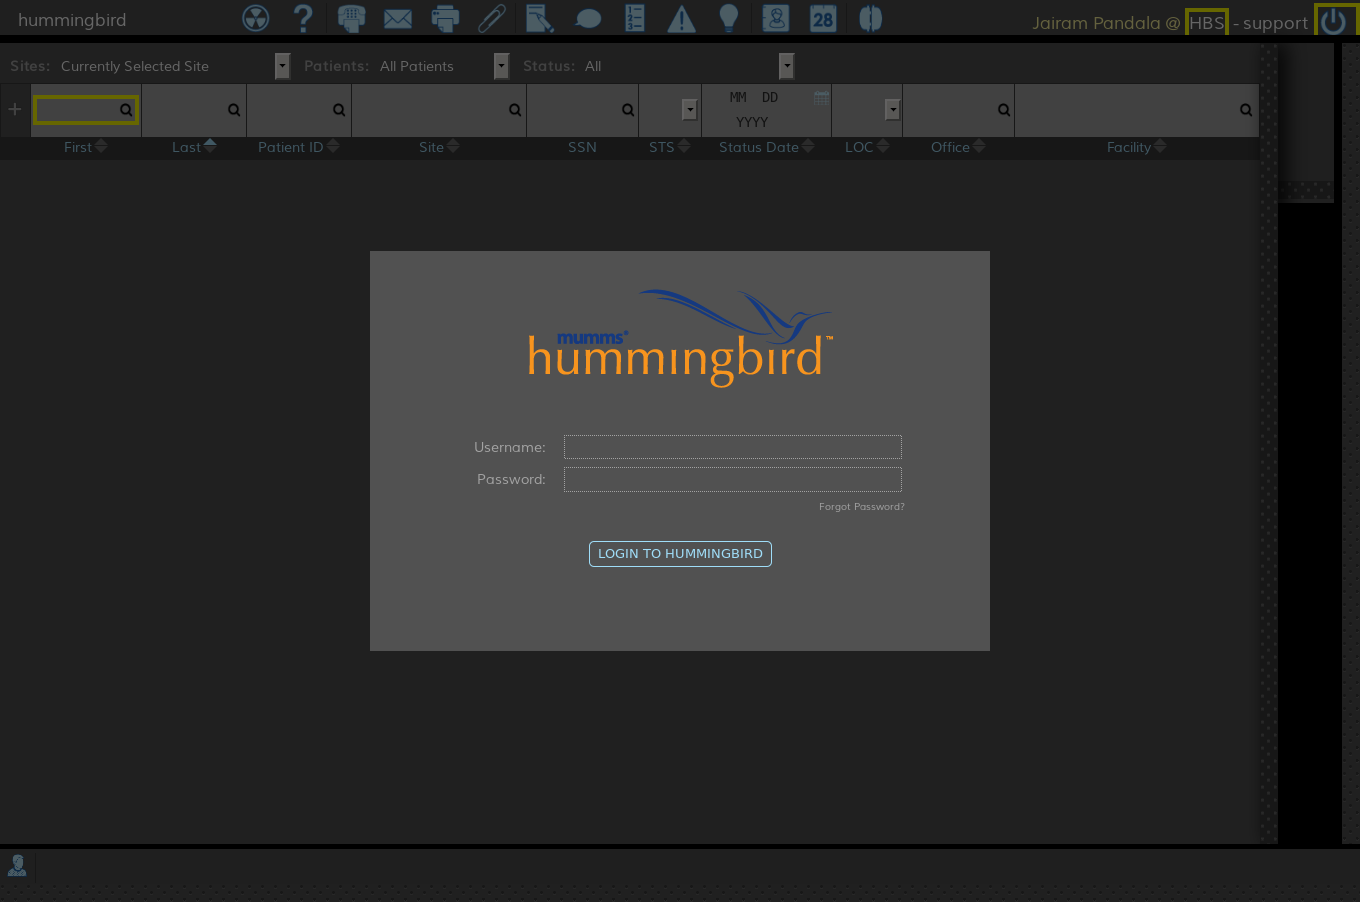 hummingbird
28
Jairam Pandala @ HBS - support
Sites: Currently Selected Site Patients: All Patients Status: All
+ MM DD
YYYY
First Last Patient ID Site SSN STS Status Date LOC Office Facility
mumms®
hummingbird™
Username:
Password:
Forgot Password?
LOGIN TO HUMMINGBIRD